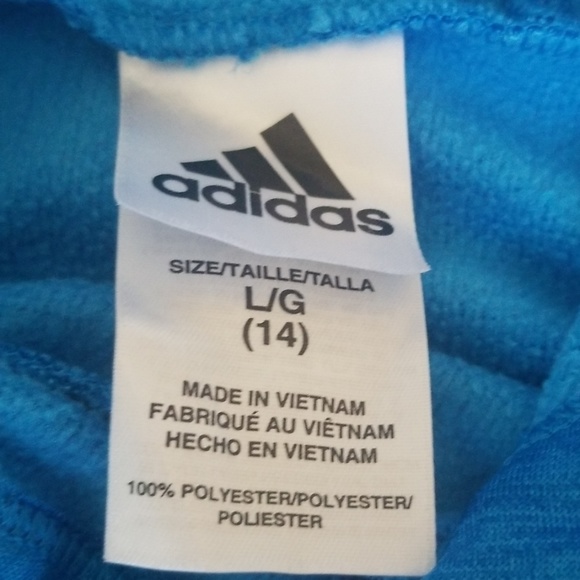 adidas
SIZE/TAILLE/TALLA
L/G
(14)
MADE IN VIETNAM
FABRIQUÉ AU VIÊTNAM
HECHO EN VIETNAM
100% POLYESTER/POLYESTER/
POLIESTER